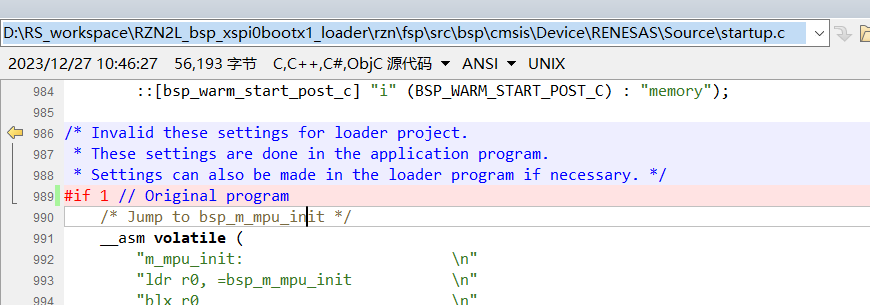 D:\RS_workspace\RZN2L_bsp_xspi0bootx1_loader\rzn\fsp\src\bsp\cmsis\Device\RENESAS\Source\startup.c
2023/12/27 10:46:27 56,193 字节 C,C++,C#,ObjC 源代码 ANSI UNIX
984 ::[bsp_warm_start_post_c] "i" (BSP_WARM_START_POST_C) : "memory");
985
986 /* Invalid these settings for loader project.
987 * These settings are done in the application program.
988 * Settings can also be made in the loader program if necessary. */
989 #if 1 // Original program
990 /* Jump to bsp_m_mpu_init */
991 __asm volatile (
992 "m_mpu_init: \n"
993 "ldr r0, =bsp_m_mpu_init \n"
994 "blx r0 \n"